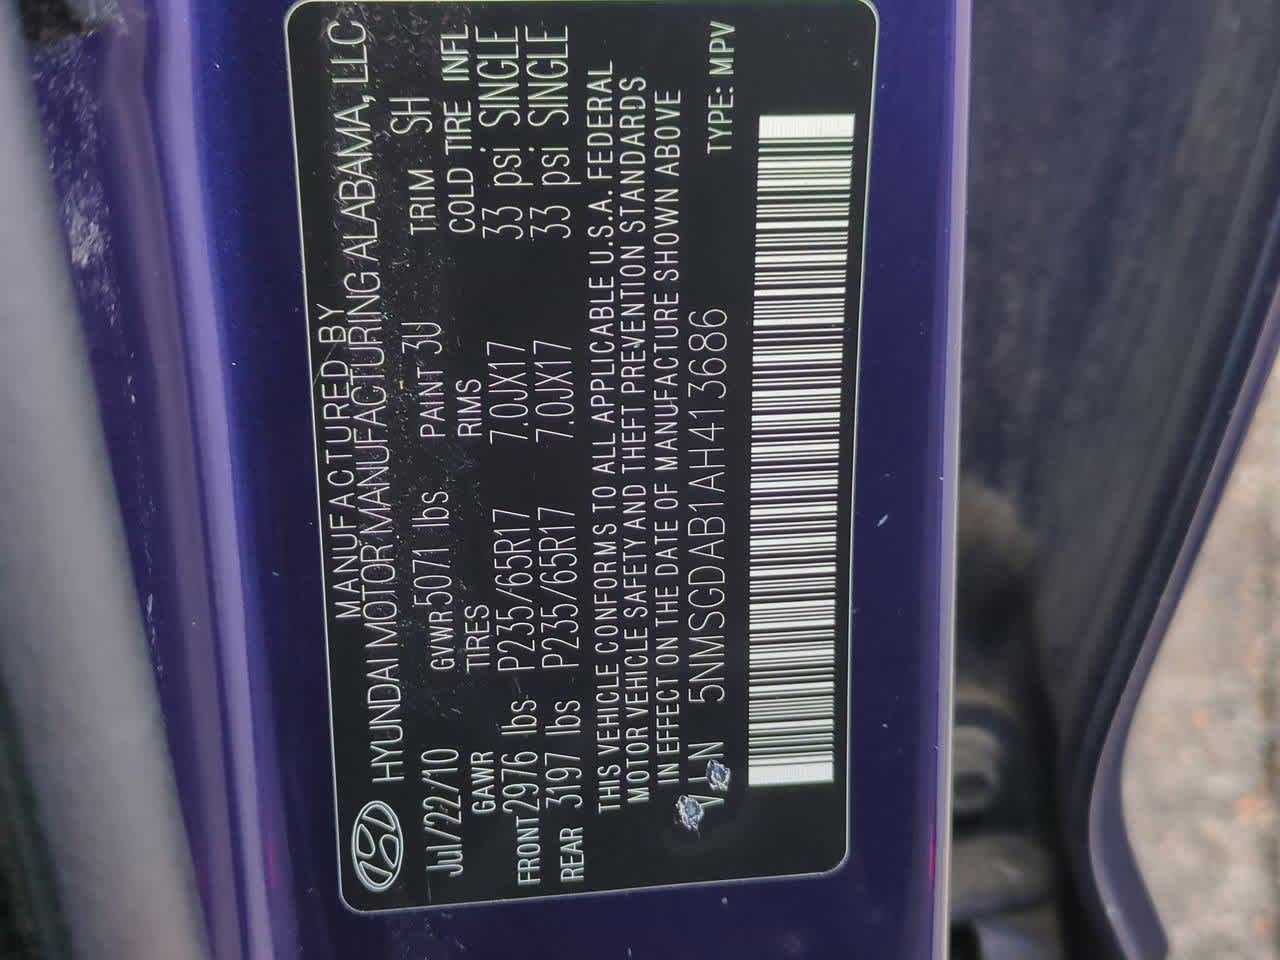 MANUFACTURED BY
HYUNDAI MOTOR MANUFACTURING ALABAMA, LLC
Jul/22/10 GVWR 5071 lbs PAINT 3U TRIM SH
GAWR TIRES RIMS COLD TIRE INFL
FRONT 2976 lbs P235/65R17 7.0JX17 33 psi SINGLE
REAR 3197 lbs P235/65R17 7.0JX17 33 psi SINGLE
THIS VEHICLE CONFORMS TO ALL APPLICABLE U.S.A. FEDERAL
MOTOR VEHICLE SAFETY AND THEFT PREVENTION STANDARDS
IN EFFECT ON THE DATE OF MANUFACTURE SHOWN ABOVE
VIN 5NMSGDAB1AH413686 TYPE: MPV